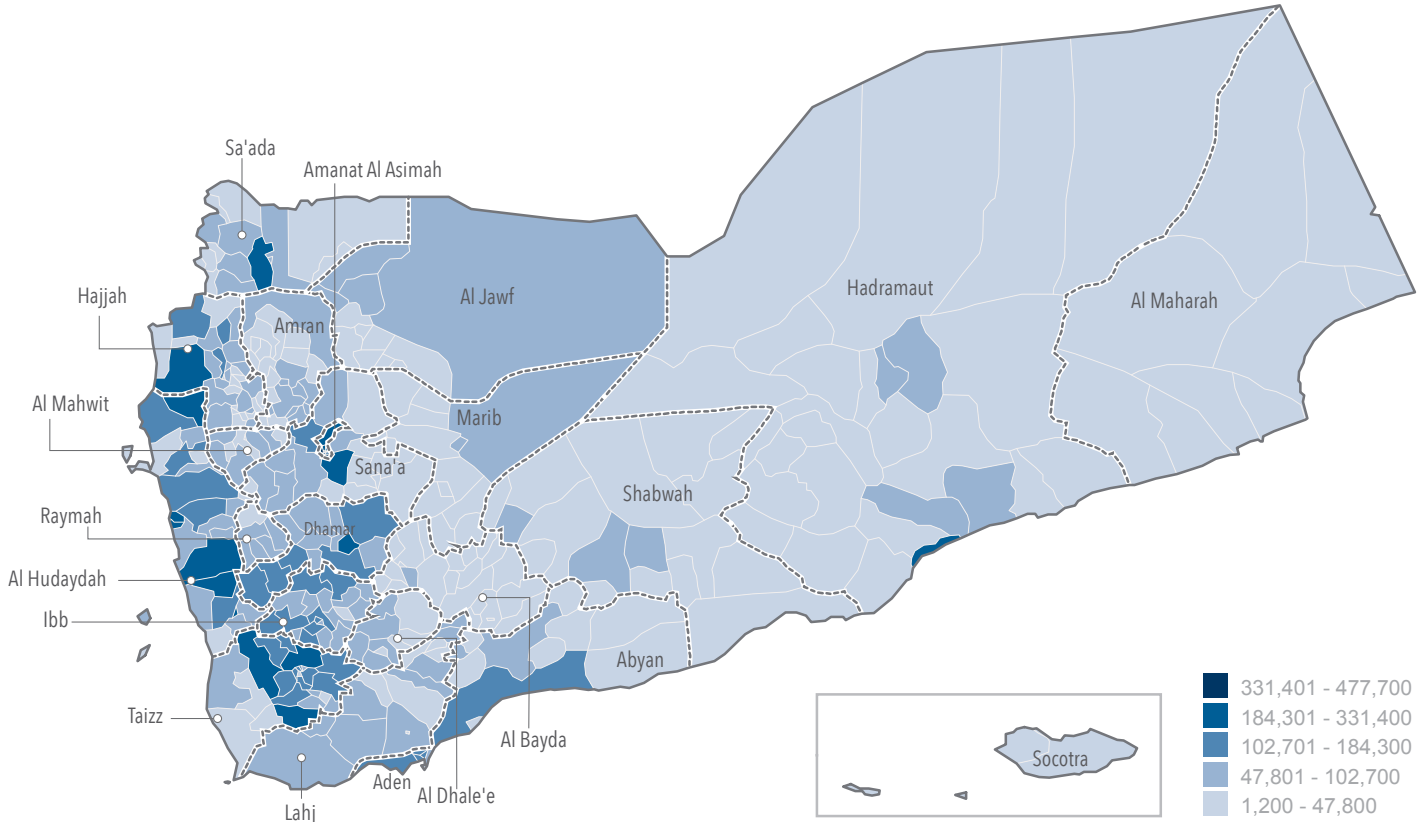 Sa'ada
Amanat Al Asimah
Hajjah
Al Jawf
Hadramaut
Al Maharah
Amran
Al Mahwit
Marib
Sana'a
Shabwah
Raymah
Dhamar
Al Hudaydah
Ibb
Abyan
Taizz
Al Bayda
Aden
Al Dhale'e
Lahj
Socotra
331,401 - 477,700
184,301 - 331,400
102,701 - 184,300
47,801 - 102,700
1,200 - 47,800